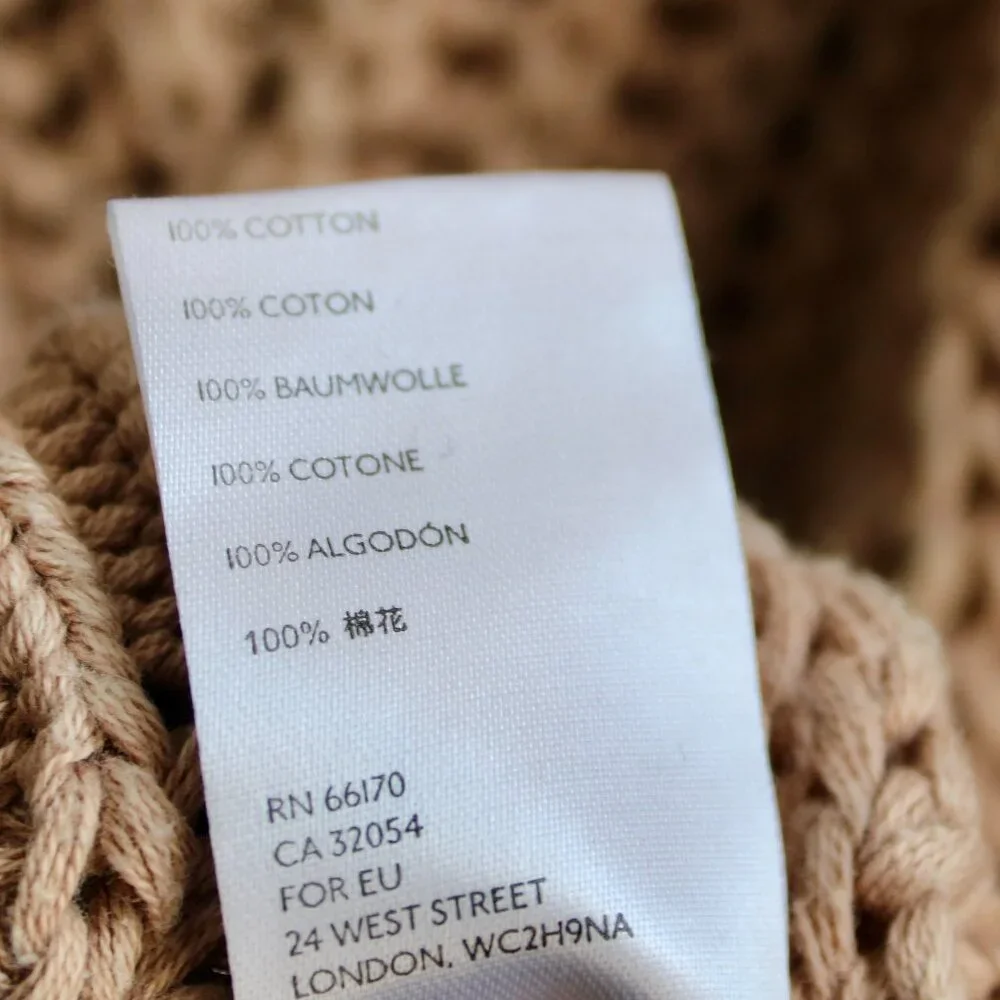 100% COTTON
100% COTON
100% BAUMWOLLE
100% COTONE
100% ALGODÓN
100% 棉花
RN 66170
CA 32054
FOR EU
24 WEST STREET
LONDON, WC2H9NA